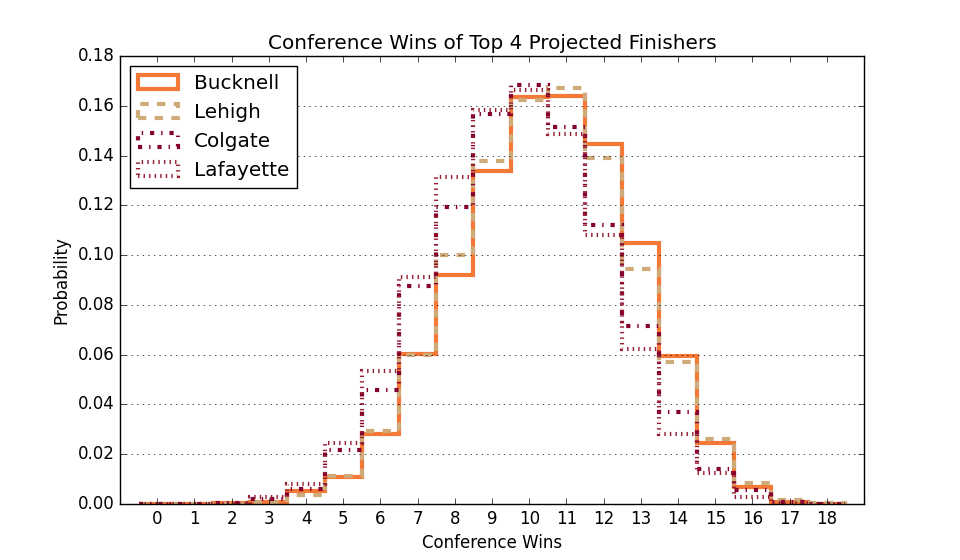 Conference Wins of Top 4 Projected Finishers
0.18
0.16
0.14
0.12
0.10
0.08
0.06
0.04
0.02
0.00
Probability
Bucknell
Lehigh
Colgate
Lafayette
0 1 2 3 4 5 6 7 8 9 10 11 12 13 14 15 16 17 18
Conference Wins